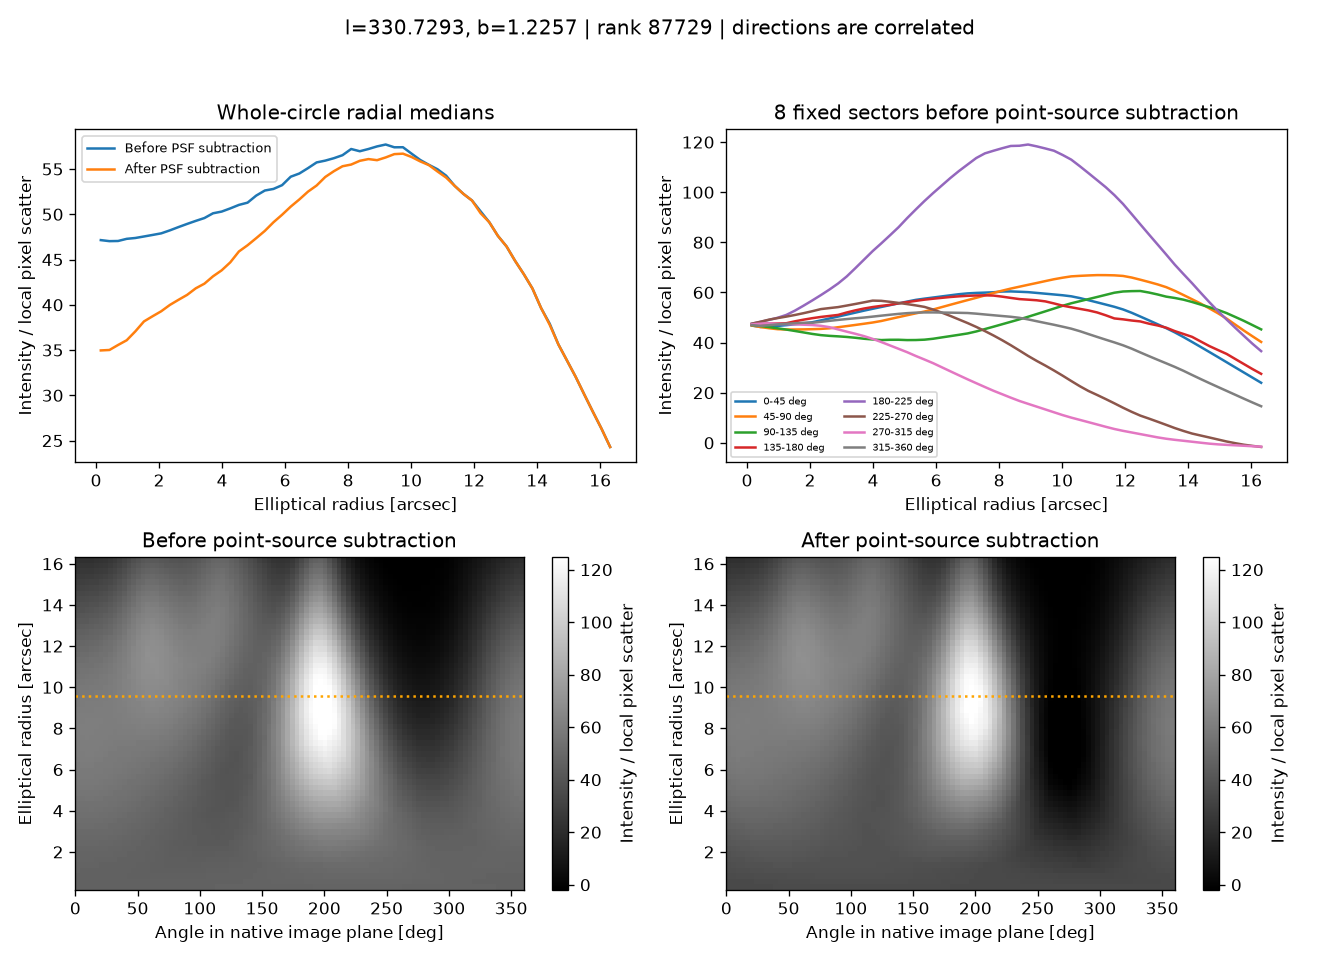 l=330.7293, b=1.2257 | rank 87729 | directions are correlated
Whole-circle radial medians
Intensity / local pixel scatter
55
50
45
40
35
30
25
Before PSF subtraction
After PSF subtraction
0 2 4 6 8 10 12 14 16
Elliptical radius [arcsec]
8 fixed sectors before point-source subtraction
Intensity / local pixel scatter
120
100
80
60
40
20
0
0-45 deg
45-90 deg
90-135 deg
135-180 deg
180-225 deg
225-270 deg
270-315 deg
315-360 deg
0 2 4 6 8 10 12 14 16
Elliptical radius [arcsec]
Before point-source subtraction
Elliptical radius [arcsec]
16
14
12
10
8
6
4
2
0 50 100 150 200 250 300 350
Angle in native image plane [deg]
120
100
80
60
40
20
0
Intensity / local pixel scatter
After point-source subtraction
Elliptical radius [arcsec]
16
14
12
10
8
6
4
2
0 50 100 150 200 250 300 350
Angle in native image plane [deg]
120
100
80
60
40
20
0
Intensity / local pixel scatter